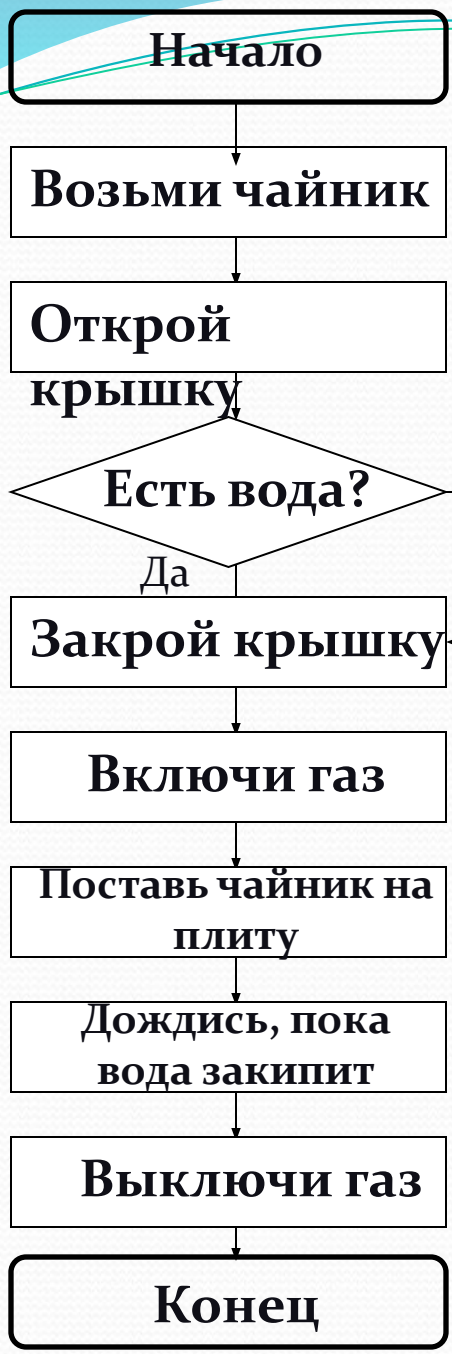 Начало
Возьми чайник
Открой
крышку
Есть вода?
Да
Закрой крышку
Включи газ
Поставь чайник на
плиту
Дождись, пока
вода закипит
Выключи газ
Конец